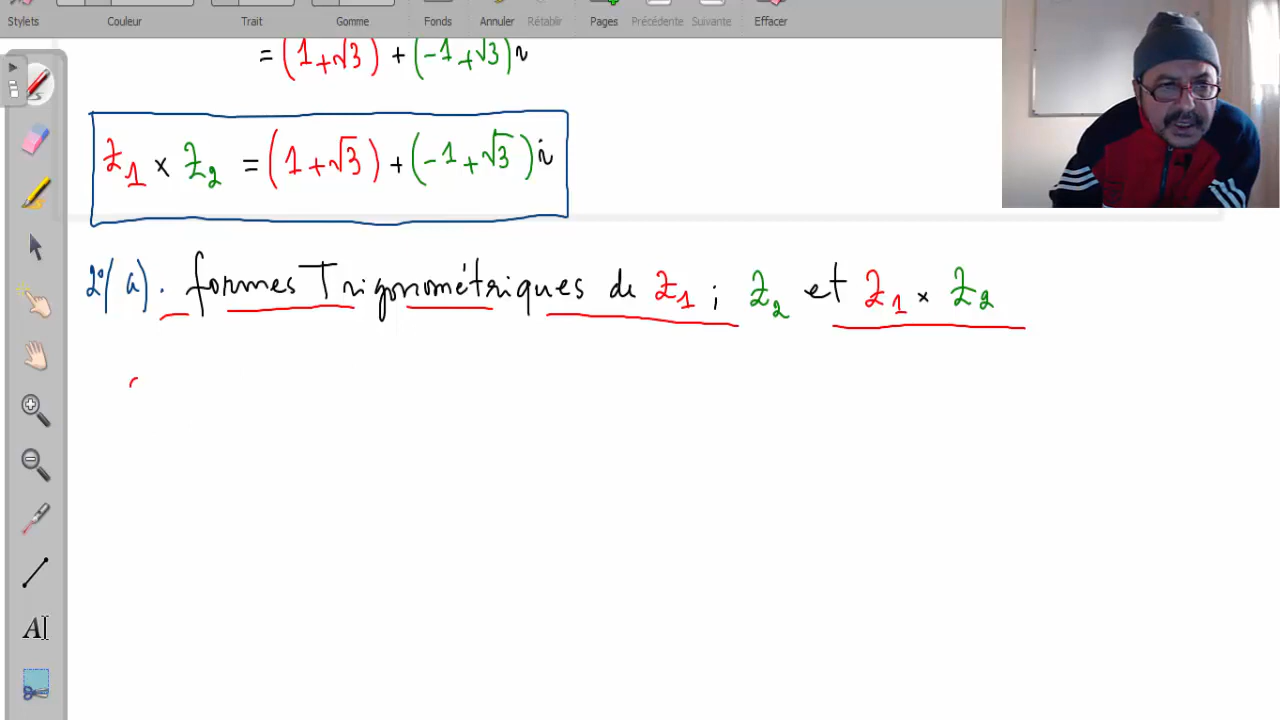 Stylets Couleur Trait Gomme Fonds Annuler Rétablir Pages Précédente Suivante Effacer
= (1+√3) + (-1+√3)i
z₁ × z₂ = (1+√3) + (-1+√3)i
2°/ a). formes Trigonométriques de z₁ ; z₂ et z₁ × z₂
A